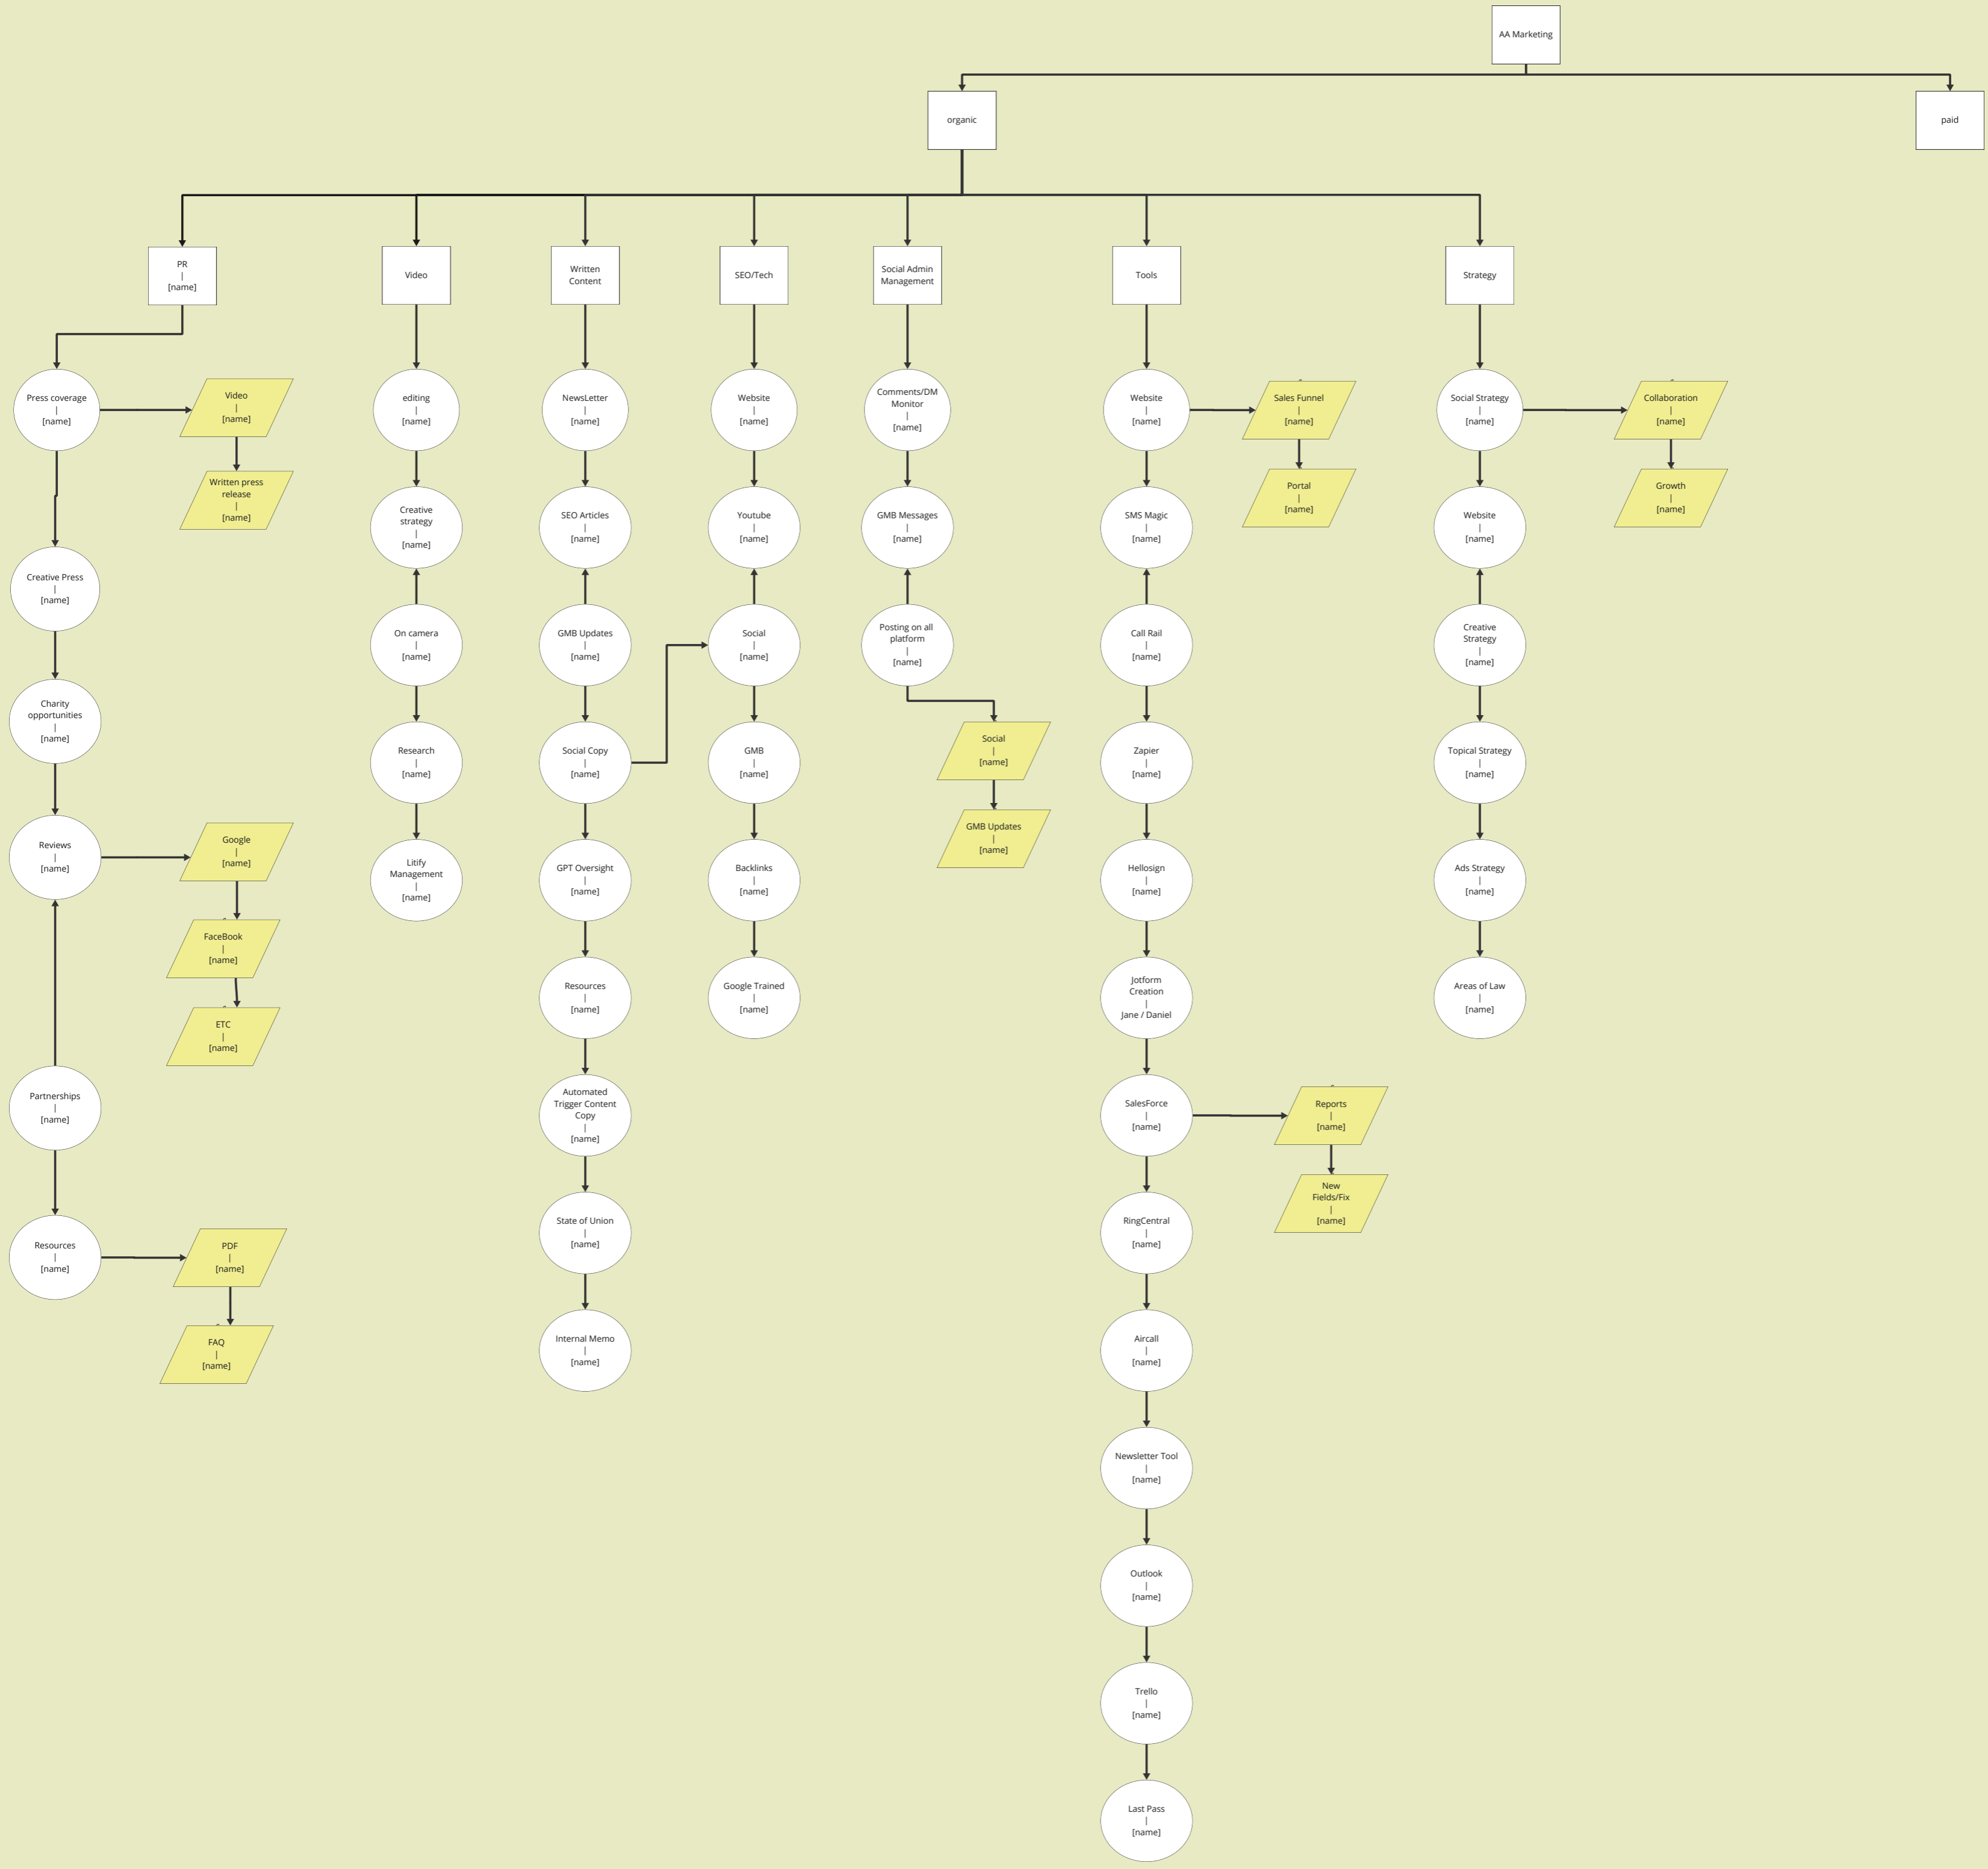 AA Marketing
organic
paid
PR
|
[name]
Video
Written
Content
SEO/Tech
Social Admin
Management
Tools
Strategy
Press coverage
|
[name]
Video
|
[name]
Written press
release
|
[name]
Creative Press
|
[name]
Charity
opportunities
|
[name]
Reviews
|
[name]
Google
|
[name]
FaceBook
|
[name]
ETC
|
[name]
Partnerships
|
[name]
Resources
|
[name]
PDF
|
[name]
FAQ
|
[name]
editing
|
[name]
Creative
strategy
|
[name]
On camera
|
[name]
Research
|
[name]
Litify
Management
|
[name]
NewsLetter
|
[name]
SEO Articles
|
[name]
GMB Updates
|
[name]
Social Copy
|
[name]
GPT Oversight
|
[name]
Resources
|
[name]
Automated
Trigger Content
Copy
|
[name]
State of Union
|
[name]
Internal Memo
|
[name]
Website
|
[name]
Youtube
|
[name]
Social
|
[name]
GMB
|
[name]
Backlinks
|
[name]
Google Trained
|
[name]
Comments/DM
Monitor
|
[name]
GMB Messages
|
[name]
Posting on all
platform
|
[name]
Social
|
[name]
GMB Updates
|
[name]
Website
|
[name]
Sales Funnel
|
[name]
Portal
|
[name]
SMS Magic
|
[name]
Call Rail
|
[name]
Zapier
|
[name]
Hellosign
|
[name]
Jotform
Creation
|
Jane / Daniel
SalesForce
|
[name]
Reports
|
[name]
New
Fields/Fix
|
[name]
RingCentral
|
[name]
Aircall
|
[name]
Newsletter Tool
|
[name]
Outlook
|
[name]
Trello
|
[name]
Last Pass
|
[name]
Social Strategy
|
[name]
Collaboration
|
[name]
Growth
|
[name]
Website
|
[name]
Creative
Strategy
|
[name]
Topical Strategy
|
[name]
Ads Strategy
|
[name]
Areas of Law
|
[name]